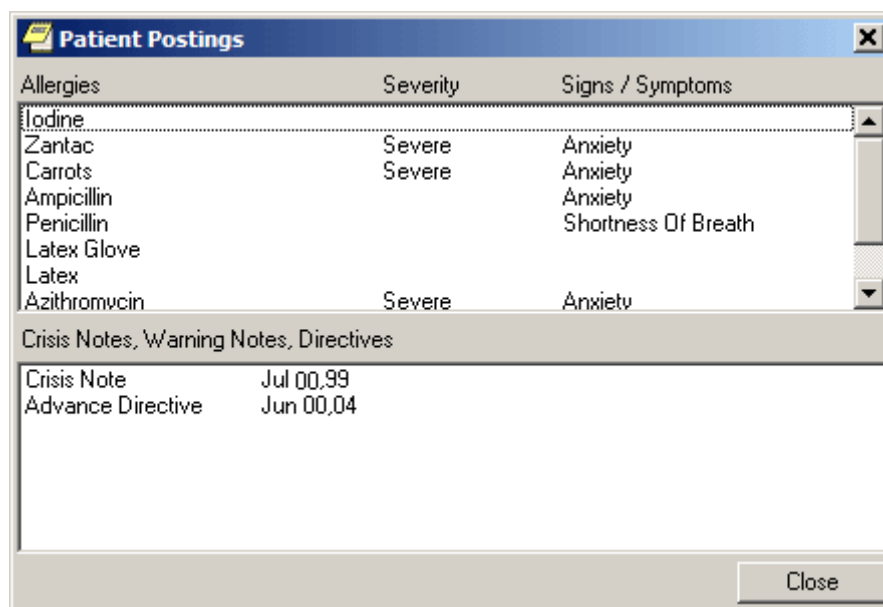 Patient Postings
Allergies Severity Signs / Symptoms
Iodine
Zantac Severe Anxiety
Carrots Severe Anxiety
Ampicillin Anxiety
Penicillin Shortness Of Breath
Latex Glove
Latex
Azithromycin Severe Anxiety
Crisis Notes, Warning Notes, Directives
Crisis Note Jul 00,99
Advance Directive Jun 00,04
Close